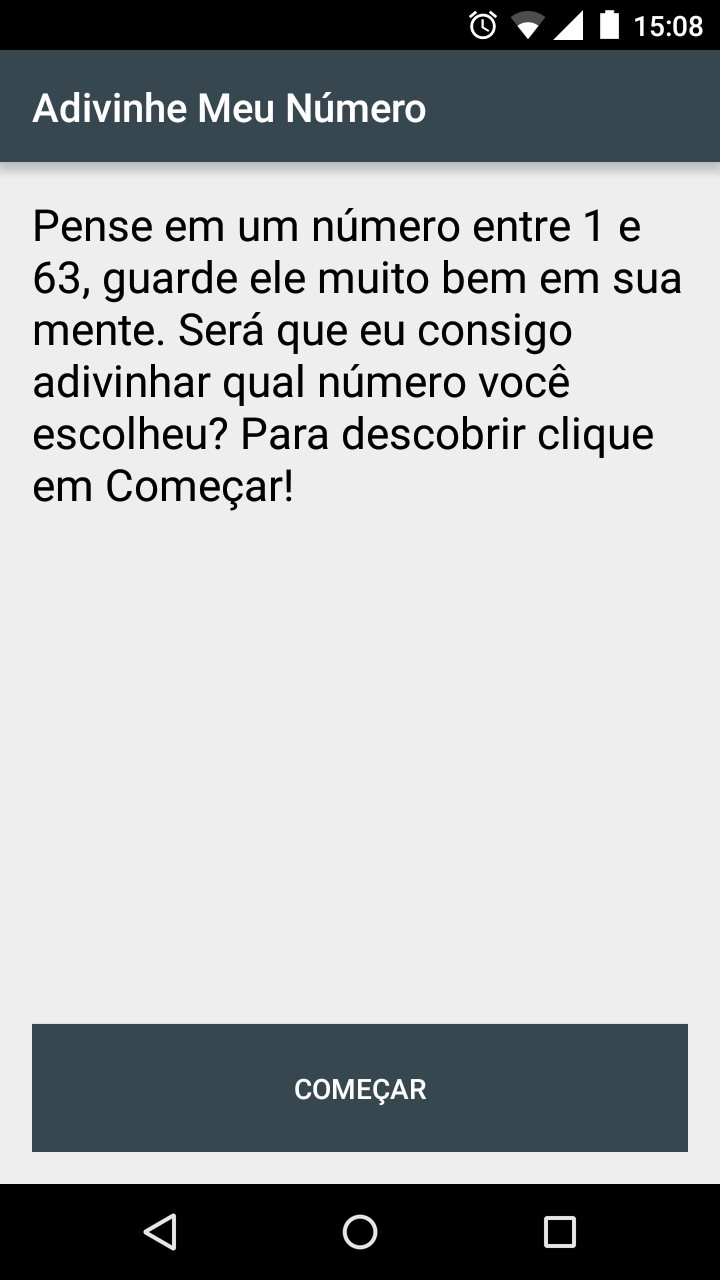 15:08
Adivinhe Meu Número
Pense em um número entre 1 e
63, guarde ele muito bem em sua
mente. Será que eu consigo
adivinhar qual número você
escolheu? Para descobrir clique
em Começar!
COMEÇAR